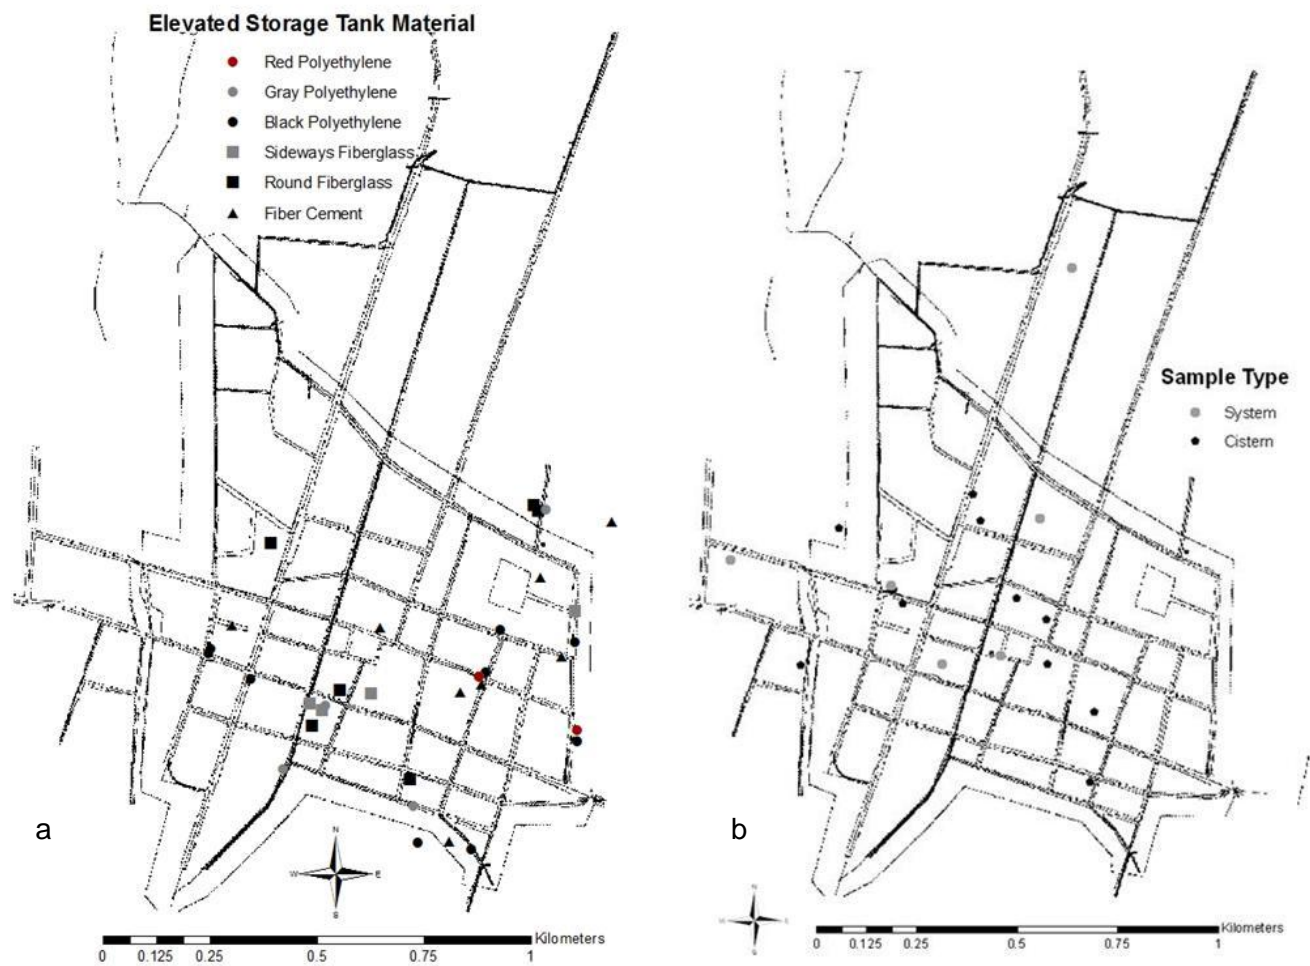 Elevated Storage Tank Material
Red Polyethylene
Gray Polyethylene
Black Polyethylene
Sideways Fiberglass
Round Fiberglass
Fiber Cement
a
N
W E
S
Kilometers
0 0.125 0.25 0.5 0.75 1
Sample Type
System
Cistern
b
N
W E
S
Kilometers
0 0.125 0.25 0.5 0.75 1